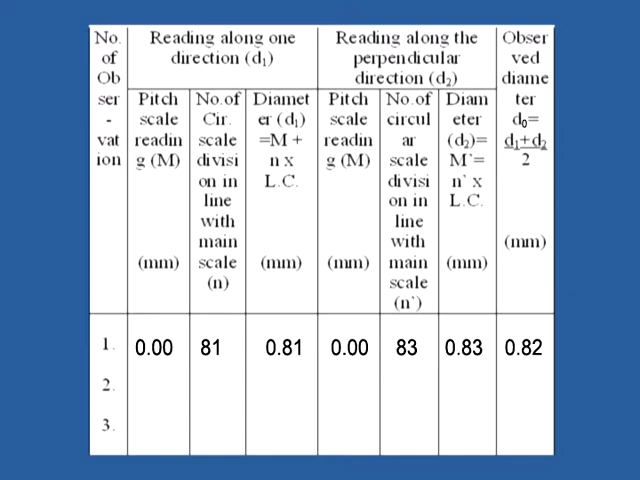 No. of Ob ser - vat ion
Reading along one direction (d₁)
Reading along the perpendicular direction (d₂)
Obser ved diame ter d₀= d₁+d₂ 2 (mm)
Pitch scale readin g (M) (mm)
No.of Cir. scale divisi on in line with main scale (n)
Diamet er (d₁) =M + n x L.C. (mm)
Pitch scale readin g (M) (mm)
No.of circul ar scale divisi on in line with main scale (n`)
Diam eter (d₂)= M`= n` x L.C. (mm)
1. 0.00 81 0.81 0.00 83 0.83 0.82
2.
3.